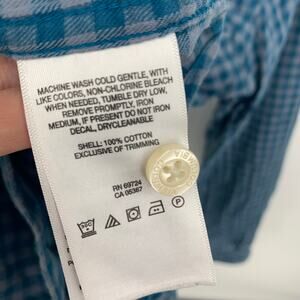 MACHINE WASH COLD GENTLE, WITH
LIKE COLORS, NON-CHLORINE BLEACH
WHEN NEEDED, TUMBLE DRY LOW,
REMOVE PROMPTLY, IRON
MEDIUM, IF PRESENT DO NOT IRON
DECAL, DRYCLEANABLE
SHELL: 100% COTTON
EXCLUSIVE OF TRIMMING
RN 69724
CA 05367
P